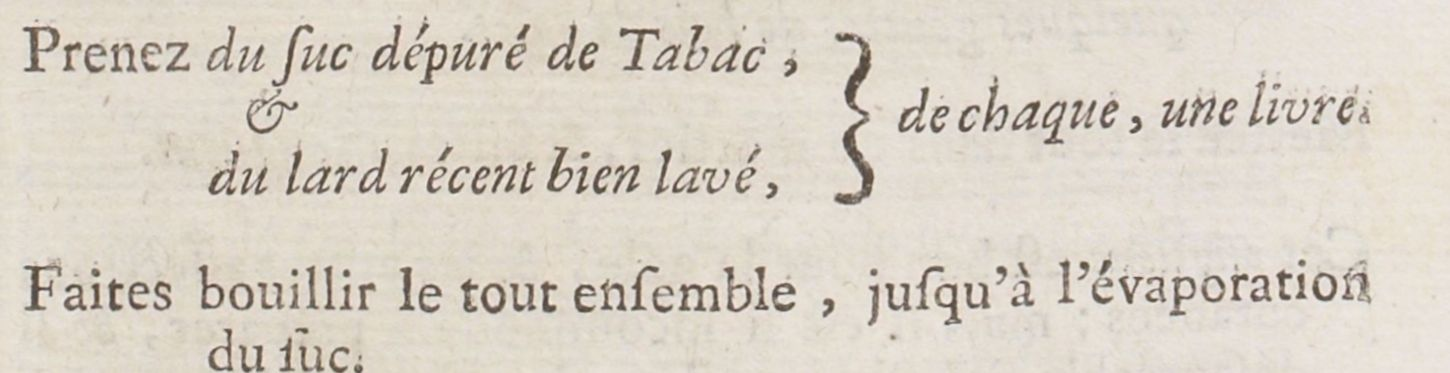 Prenez du ſuc dépuré de Tabac ,
&
de chaque , une livre.
du lard récent bien lavé ,
Faites bouillir le tout enſemble , juſqu'à l'évaporation
du ſuc.